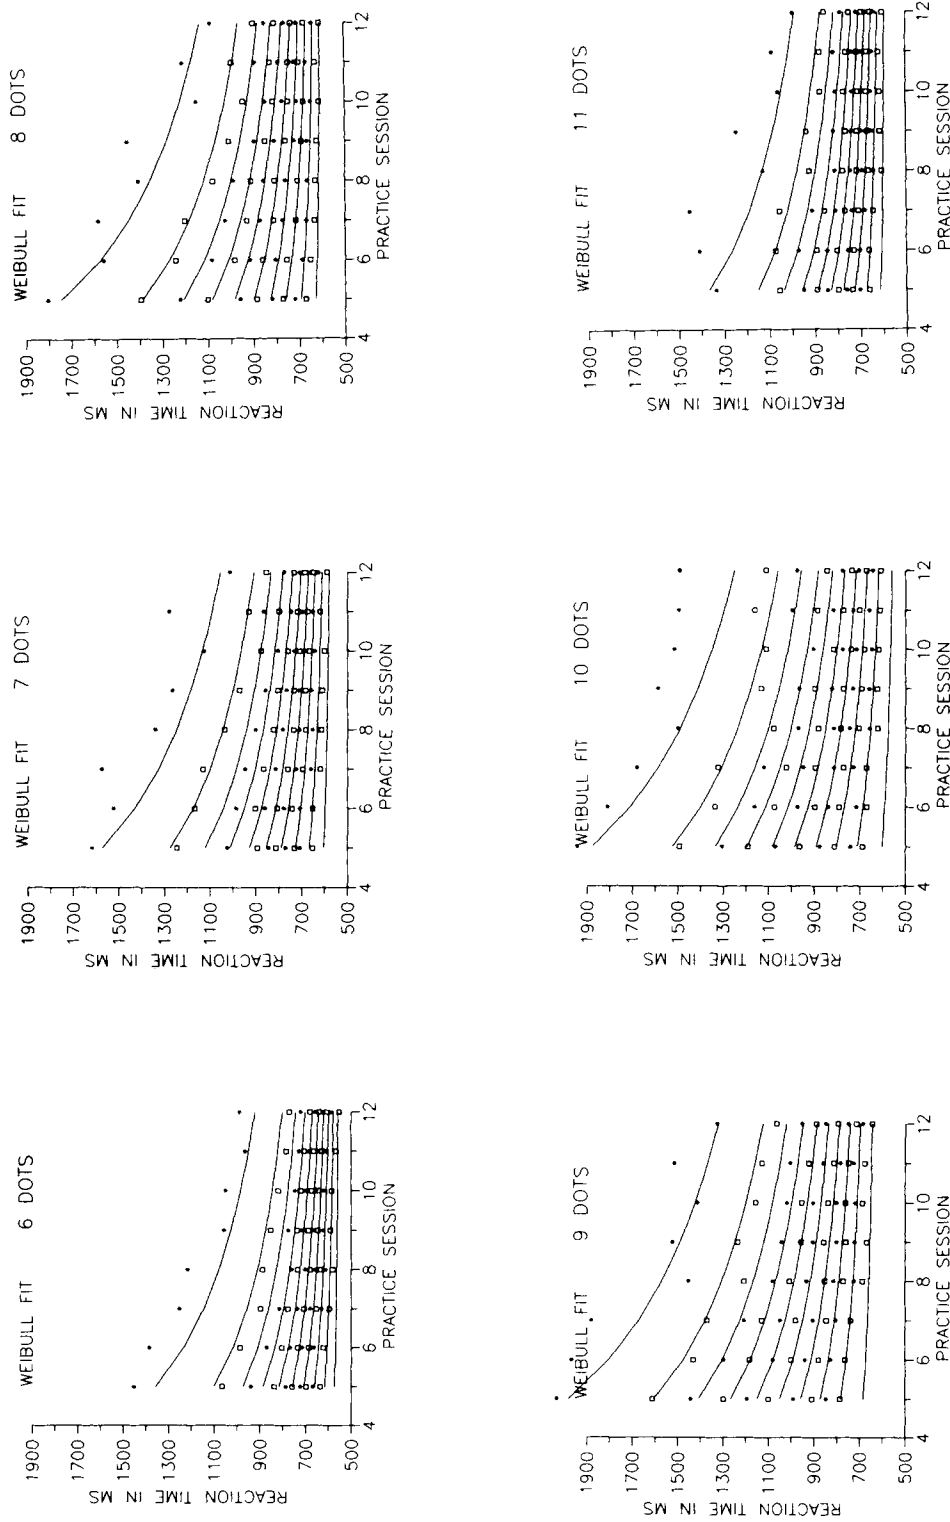 WEIBULL FIT 6 DOTS
REACTION TIME IN MS
1900
1700
1500
1300
1100
900
700
500
4 6 8 10 12
PRACTICE SESSION
WEIBULL FIT 7 DOTS
REACTION TIME IN MS
1900
1700
1500
1300
1100
900
700
500
4 6 8 10 12
PRACTICE SESSION
WEIBULL FIT 8 DOTS
REACTION TIME IN MS
1900
1700
1500
1300
1100
900
700
500
4 6 8 10 12
PRACTICE SESSION
WEIBULL FIT 9 DOTS
REACTION TIME IN MS
1900
1700
1500
1300
1100
900
700
500
4 6 8 10 12
PRACTICE SESSION
WEIBULL FIT 10 DOTS
REACTION TIME IN MS
1900
1700
1500
1300
1100
900
700
500
4 6 8 10 12
PRACTICE SESSION
WEIBULL FIT 11 DOTS
REACTION TIME IN MS
1900
1700
1500
1300
1100
900
700
500
4 6 8 10 12
PRACTICE SESSION